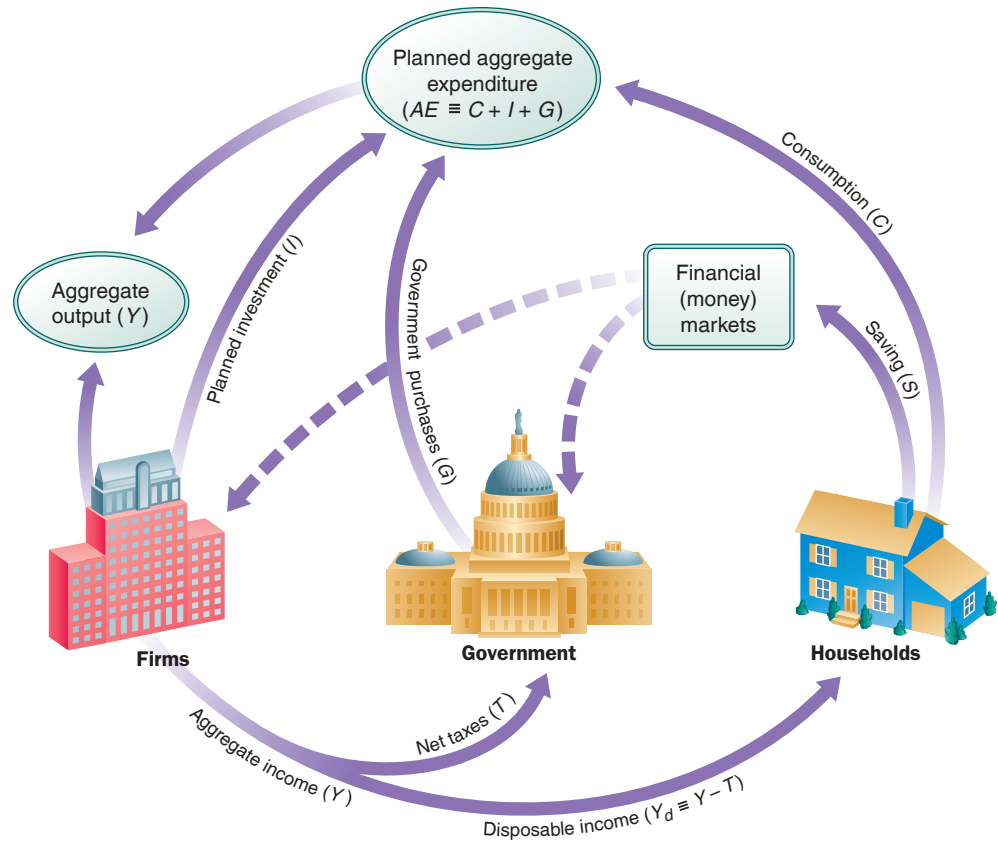 Planned aggregate
expenditure
(AE ≡ C + I + G)
Consumption (C)
Aggregate
output (Y)
Planned investment (I)
Government purchases (G)
Financial
(money)
markets
Saving (S)
Firms
Government
Households
Aggregate income (Y)
Net taxes (T)
Disposable income (Yd ≡ Y – T)